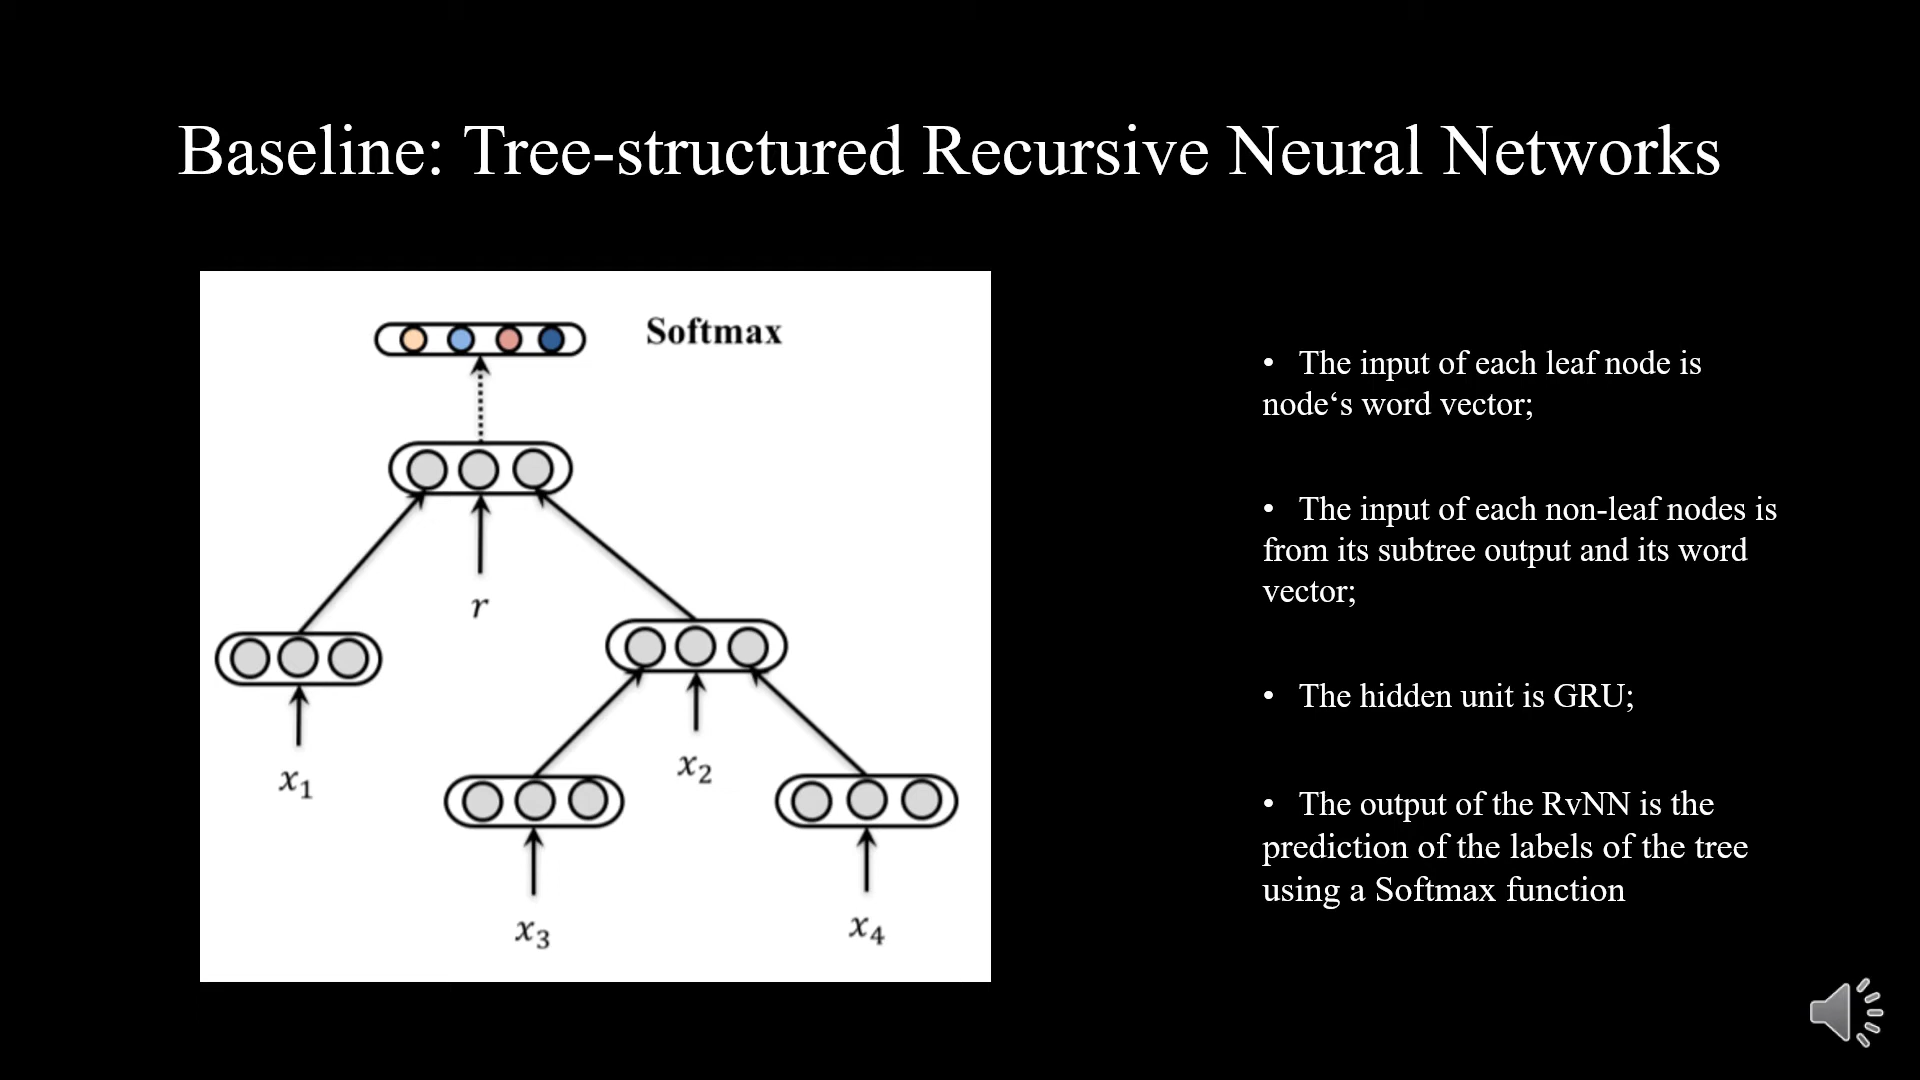 Baseline: Tree-structured Recursive Neural Networks
Softmax
r
x₁
x₂
x₃
x₄
• The input of each leaf node is
node‘s word vector;
• The input of each non-leaf nodes is
from its subtree output and its word
vector;
• The hidden unit is GRU;
• The output of the RvNN is the
prediction of the labels of the tree
using a Softmax function